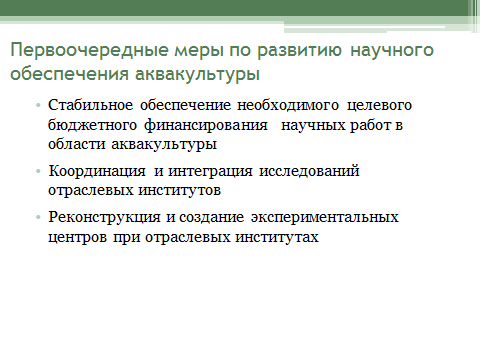 Первоочередные меры по развитию научного
обеспечения аквакультуры
• Стабильное обеспечение необходимого целевого
бюджетного финансирования научных работ в
области аквакультуры
• Координация и интеграция исследований
отраслевых институтов
• Реконструкция и создание экспериментальных
центров при отраслевых институтах